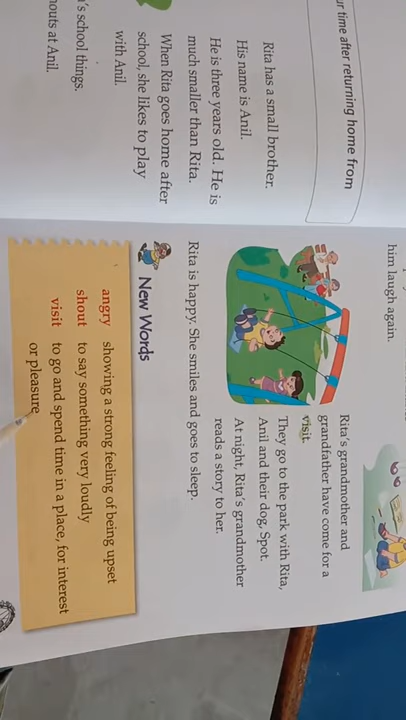 time after returning home from
Rita has a small brother.
His name is Anil.
He is three years old. He is
much smaller than Rita.
When Rita goes home after
school, she likes to play
with Anil.
school things.
at Anil.
him laugh again.
Rita's grandmother and
grandfather have come for a
visit.
They go to the park with Rita,
Anil and their dog, Spot.
At night, Rita's grandmother
reads a story to her.
Rita is happy. She smiles and goes to sleep.
New Words
angry showing a strong feeling of being upset
shout to say something very loudly
visit to go and spend time in a place, for interest
or pleasure